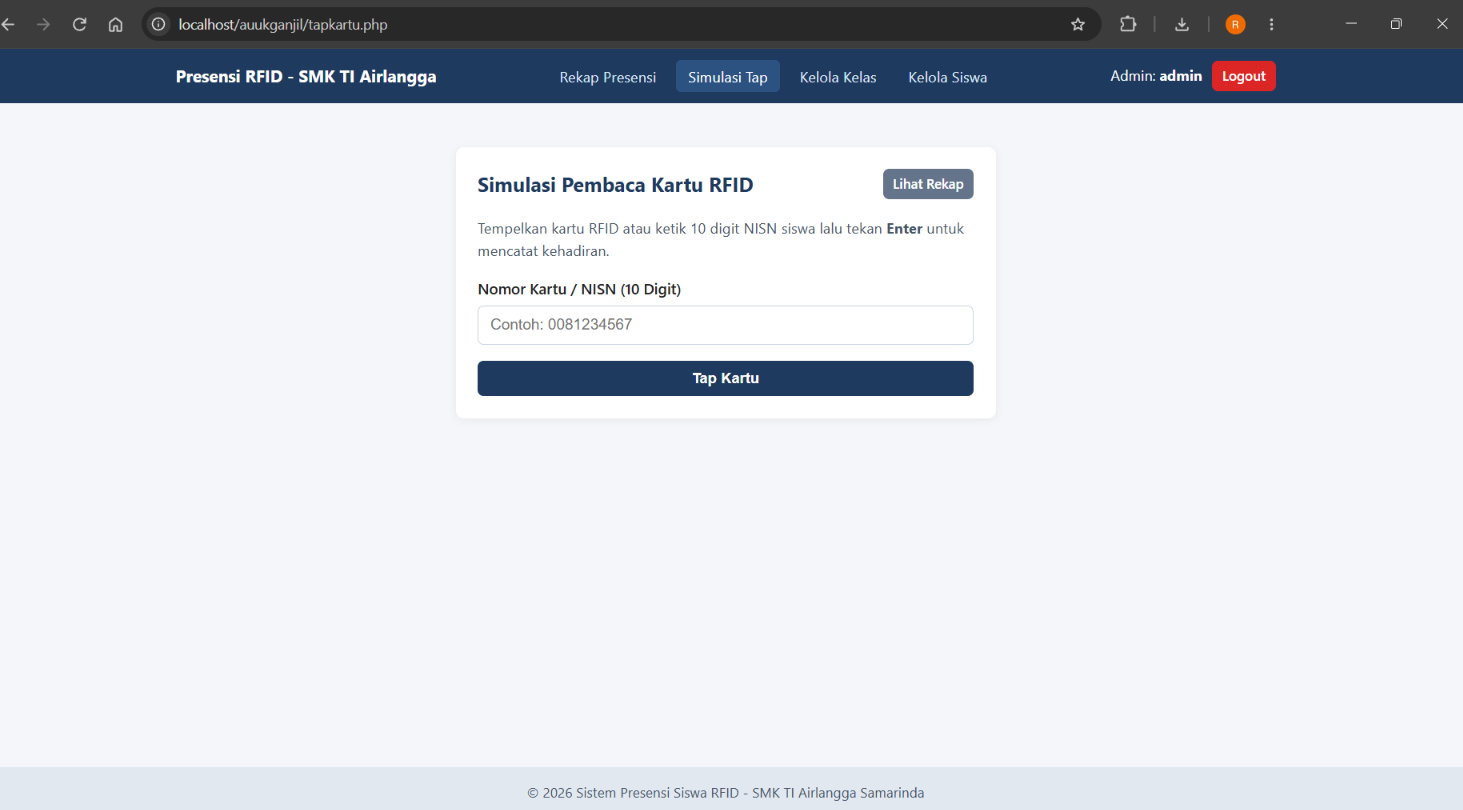 localhost/auukganjil/tapkartu.php
R
Presensi RFID - SMK TI Airlangga
Rekap Presensi
Simulasi Tap
Kelola Kelas
Kelola Siswa
Admin: admin
Logout
Simulasi Pembaca Kartu RFID
Lihat Rekap
Tempelkan kartu RFID atau ketik 10 digit NISN siswa lalu tekan Enter untuk
mencatat kehadiran.
Nomor Kartu / NISN (10 Digit)
Contoh: 0081234567
Tap Kartu
© 2026 Sistem Presensi Siswa RFID - SMK TI Airlangga Samarinda